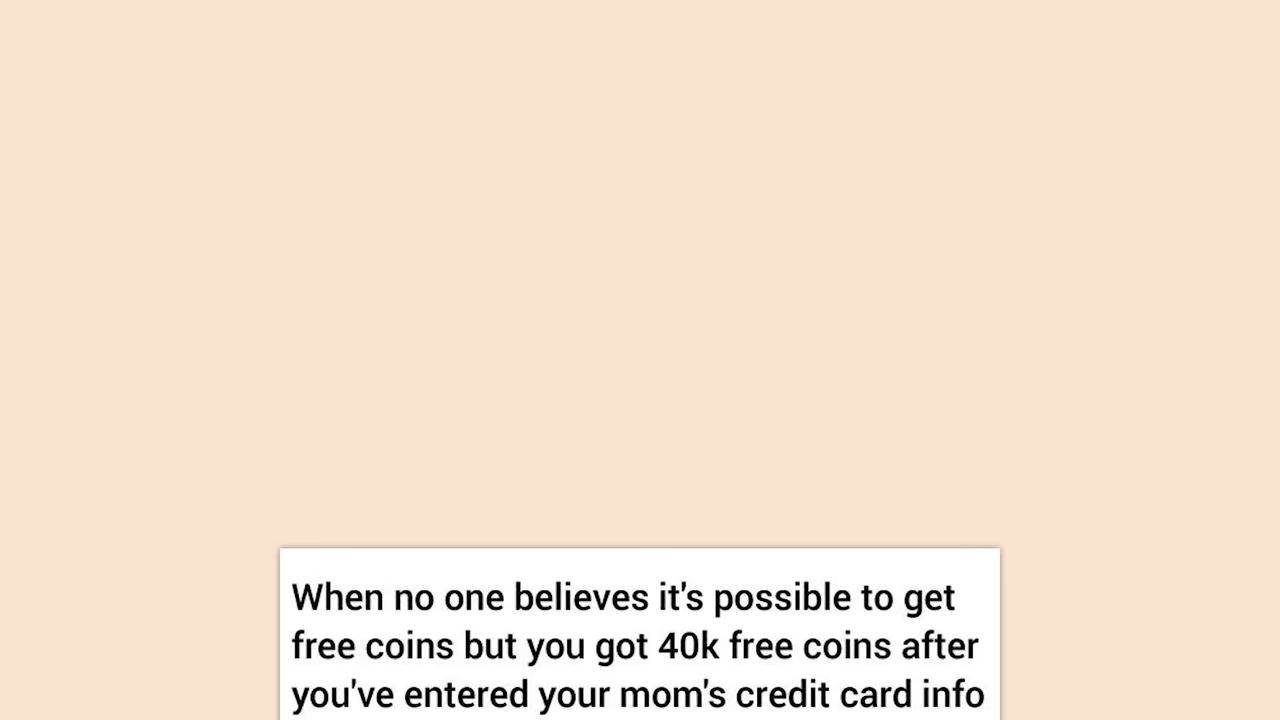 When no one believes it's possible to get
free coins but you got 40k free coins after
you've entered your mom's credit card info